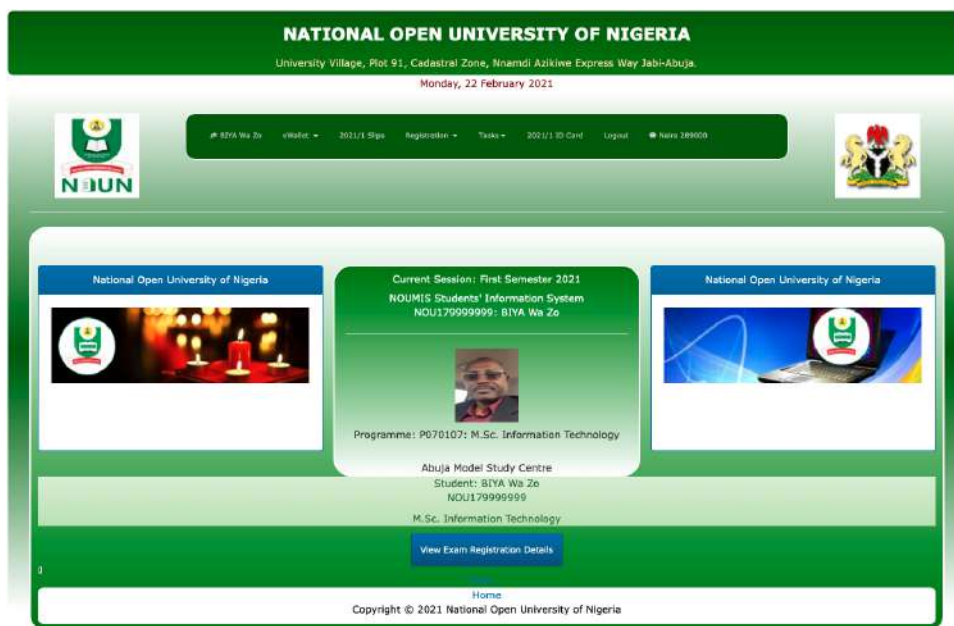 NATIONAL OPEN UNIVERSITY OF NIGERIA
University Village, Plot 91, Cadastral Zone, Nnamdi Azikiwe Express Way Jabi-Abuja.
Monday, 22 February 2021
NOUN
BIYA Wa Zo eWallet 2021/1 Slips Registration Tasks 2021/1 ID Card Logout Naira 289000
National Open University of Nigeria
Current Session: First Semester 2021
NOUMIS Students' Information System
NOU179999999: BIYA Wa Zo
Programme: P070107: M.Sc. Information Technology
National Open University of Nigeria
Abuja Model Study Centre
Student: BIYA Wa Zo
NOU179999999
M.Sc. Information Technology
View Exam Registration Details
Home
Copyright © 2021 National Open University of Nigeria